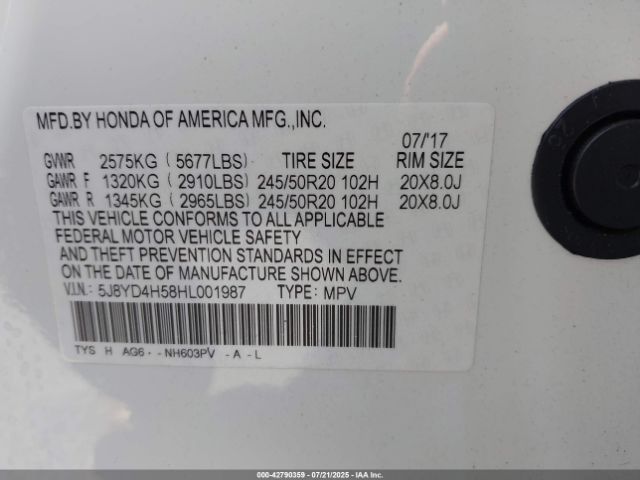 MFD.BY HONDA OF AMERICA MFG.,INC.
07/'17
GVWR 2575KG (5677LBS) TIRE SIZE RIM SIZE
GAWR F 1320KG (2910LBS) 245/50R20 102H 20X8.0J
GAWR R 1345KG (2965LBS) 245/50R20 102H 20X8.0J
THIS VEHICLE CONFORMS TO ALL APPLICABLE
FEDERAL MOTOR VEHICLE SAFETY
AND THEFT PREVENTION STANDARDS IN EFFECT
ON THE DATE OF MANUFACTURE SHOWN ABOVE.
V.I.N.: 5J8YD4H58HL001987 TYPE: MPV
TYS H AG6 - NH603PV - A - L
000-42790359 - 07/21/2025 - IAA Inc.